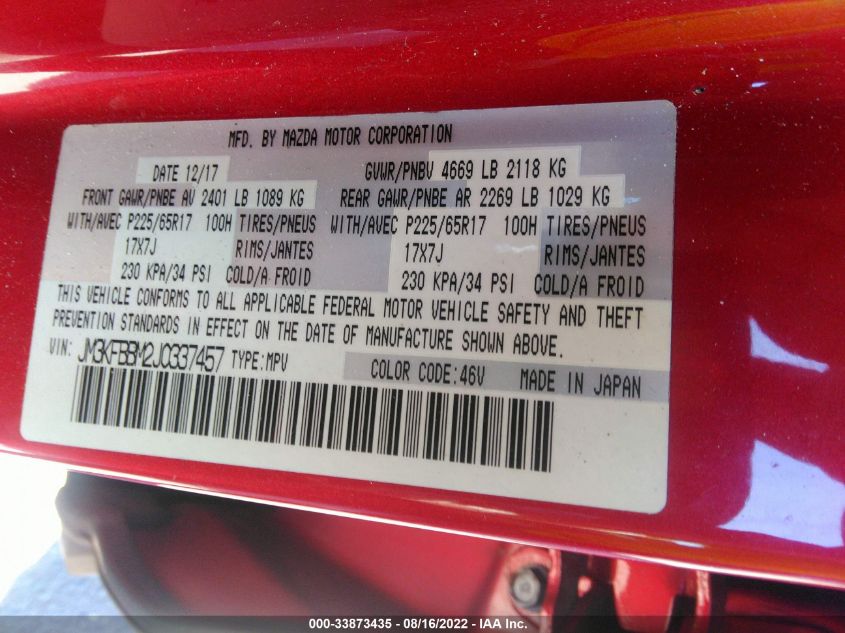 MFD. BY MAZDA MOTOR CORPORATION
DATE 12/17 GVWR/PNBV 4669 LB 2118 KG
FRONT GAWR/PNBE AV 2401 LB 1089 KG REAR GAWR/PNBE AR 2269 LB 1029 KG
WITH/AVEC P225/65R17 100H TIRES/PNEUS WITH/AVEC P225/65R17 100H TIRES/PNEUS
17X7J RIMS/JANTES 17X7J RIMS/JANTES
230 KPA/34 PSI COLD/A FROID 230 KPA/34 PSI COLD/A FROID
THIS VEHICLE CONFORMS TO ALL APPLICABLE FEDERAL MOTOR VEHICLE SAFETY AND THEFT
PREVENTION STANDARDS IN EFFECT ON THE DATE OF MANUFACTURE SHOWN ABOVE.
VIN: JM3KFBBM2J0337457 TYPE:MPV COLOR CODE:46V MADE IN JAPAN
000-33873435 - 08/16/2022 - IAA Inc.